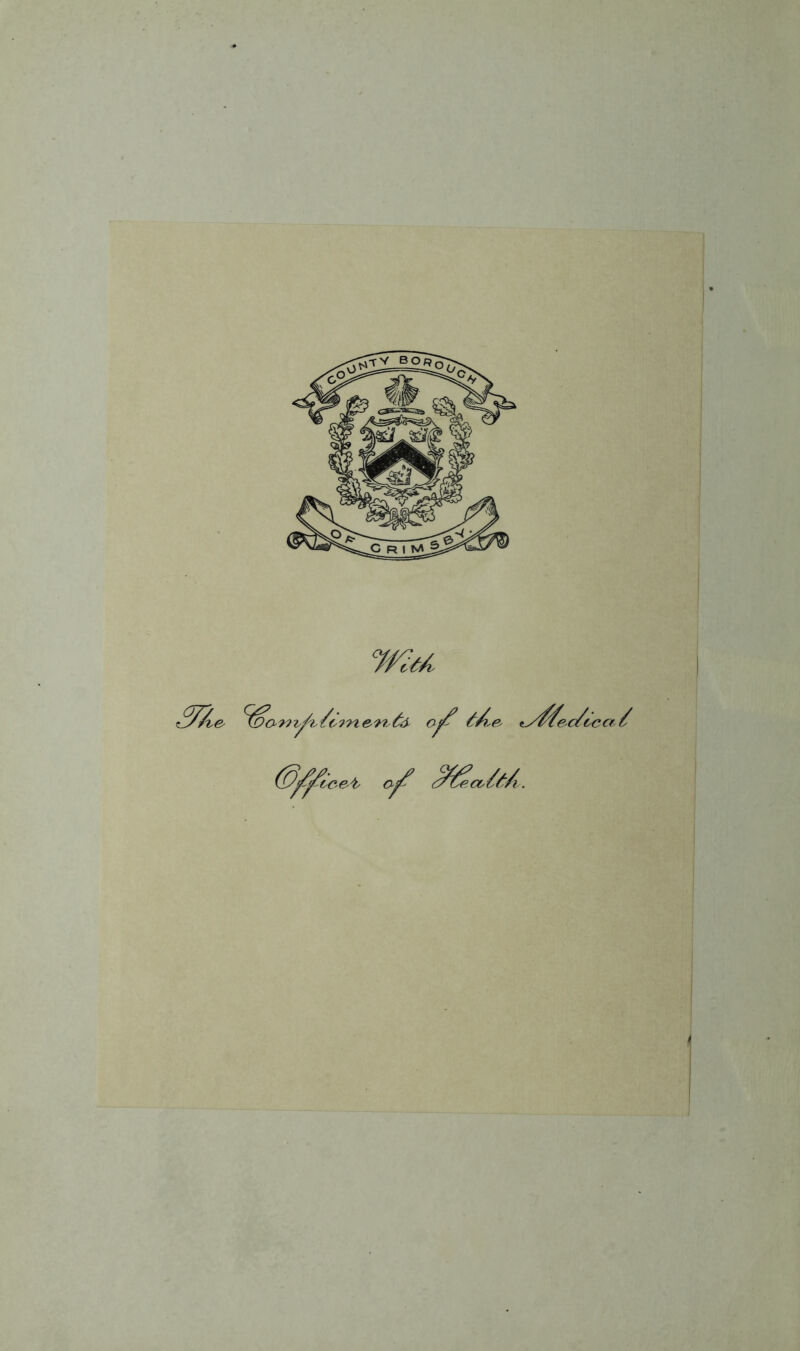 COUNTY BOROUGH
OF GRIMSBY.
With
The Compliments of the Medical
Officer of Health.